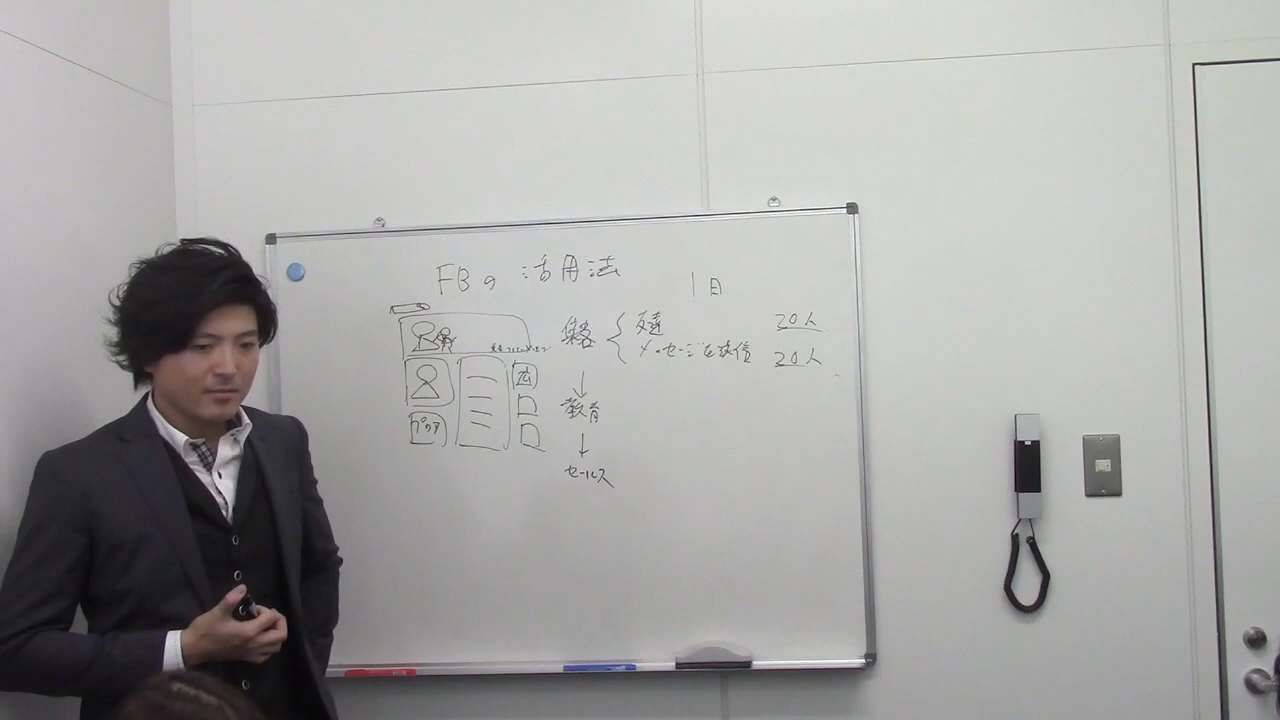 FBの活用法
1日
集客
友達 20人
メッセージを送信 20人
広
教育
セールス